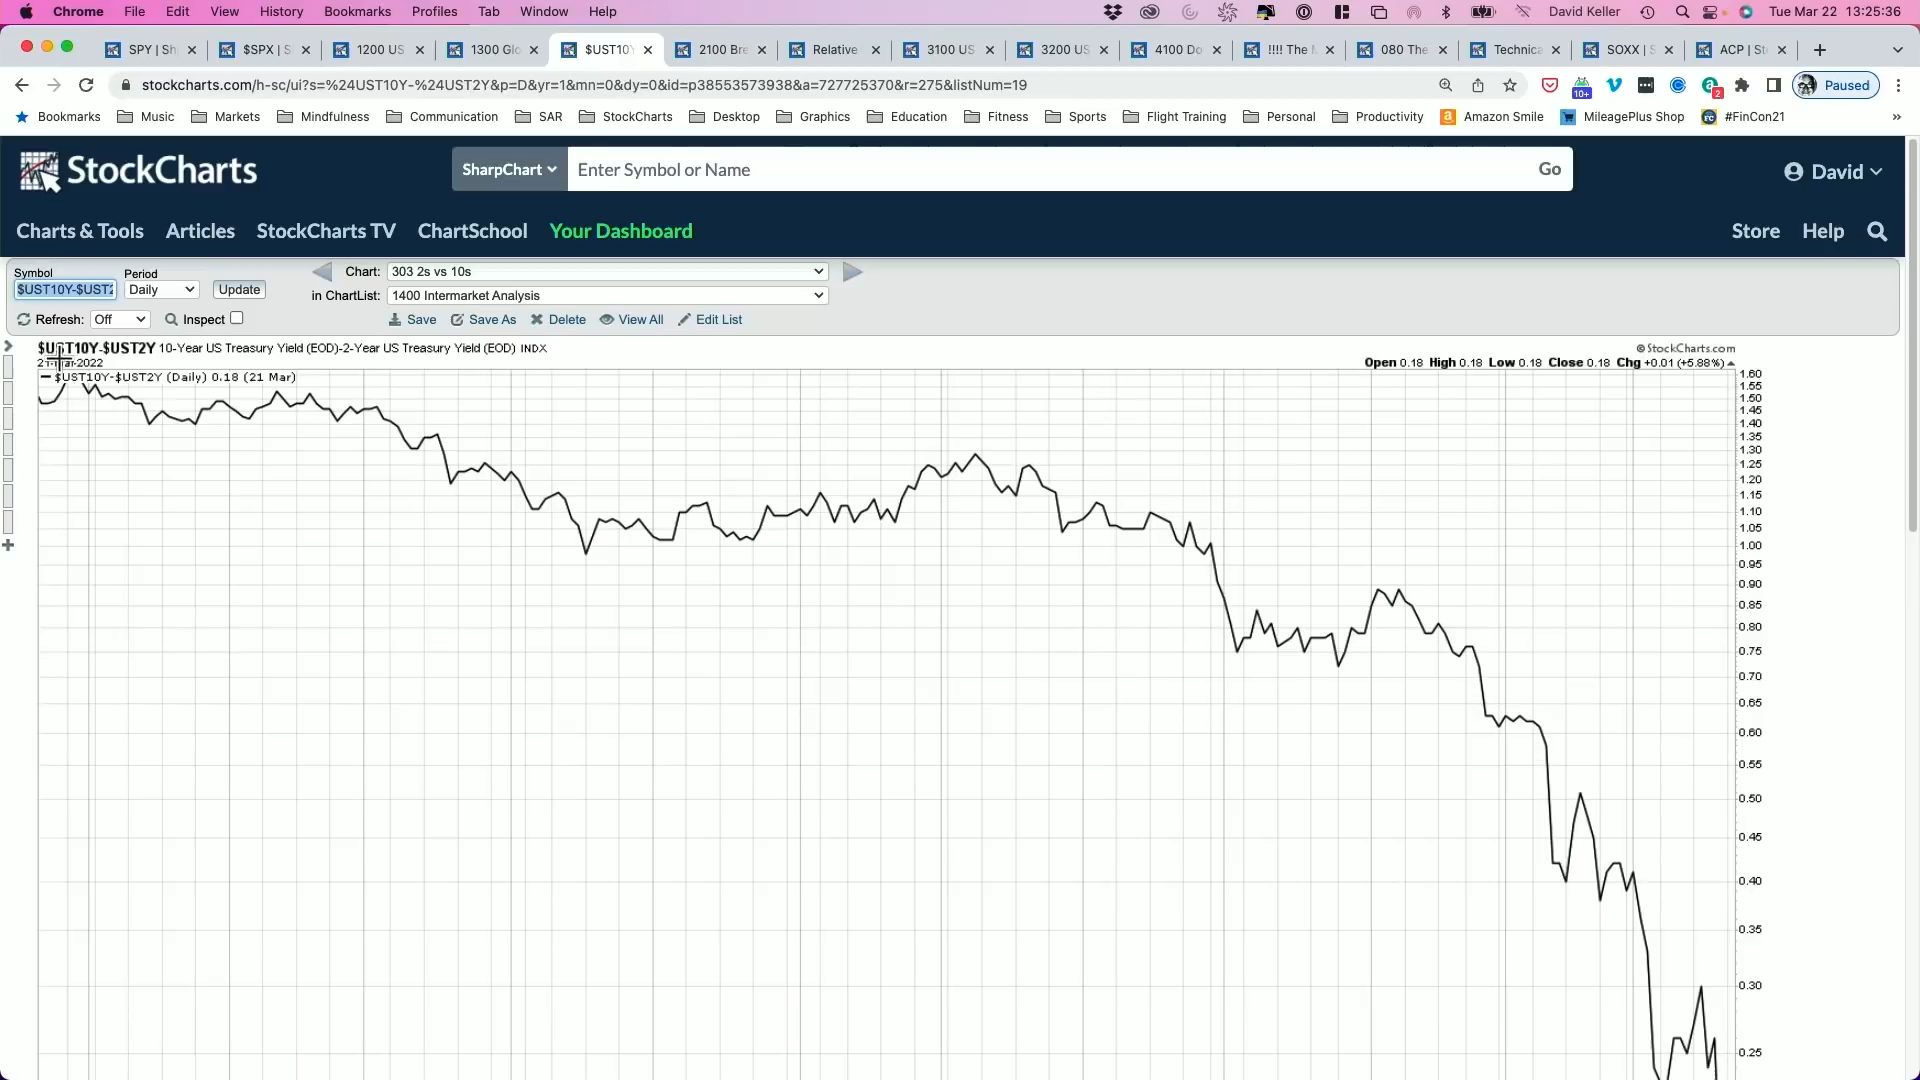 Chrome File Edit View History Bookmarks Profiles Tab Window Help David Keller Tue Mar 22 13:25:36
SPY | Sh $SPX | S 1200 US 1300 Glo $UST10Y 2100 Bre Relative 3100 US 3200 US 4100 Do !!!! The M 080 The Technica SOXX | S ACP | St
stockcharts.com/h-sc/ui?s=%24UST10Y-%24UST2Y&p=D&yr=1&mn=0&dy=0&id=p38553573938&a=727725370&r=275&listNum=19 10+ 2 Paused
Bookmarks Music Markets Mindfulness Communication SAR StockCharts Desktop Graphics Education Fitness Sports Flight Training Personal Productivity Amazon Smile MileagePlus Shop #FinCon21 »
StockCharts SharpChart Enter Symbol or Name Go David
Charts & Tools Articles StockCharts TV ChartSchool Your Dashboard Store Help
Symbol Period Chart: 303 2s vs 10s
$UST10Y-$UST2 Daily Update in ChartList: 1400 Intermarket Analysis
Refresh: Off Inspect Save Save As Delete View All Edit List
$UST10Y-$UST2Y 10-Year US Treasury Yield (EOD)-2-Year US Treasury Yield (EOD) INDX © StockCharts.com
21-Mar-2022 Open 0.18 High 0.18 Low 0.18 Close 0.18 Chg +0.01 (+5.88%)
$UST10Y-$UST2Y (Daily) 0.18 (21 Mar)
1.60
1.55
1.50
1.45
1.40
1.35
1.30
1.25
1.20
1.15
1.10
1.05
1.00
0.95
0.90
0.85
0.80
0.75
0.70
0.65
0.60
0.55
0.50
0.45
0.40
0.35
0.30
0.25